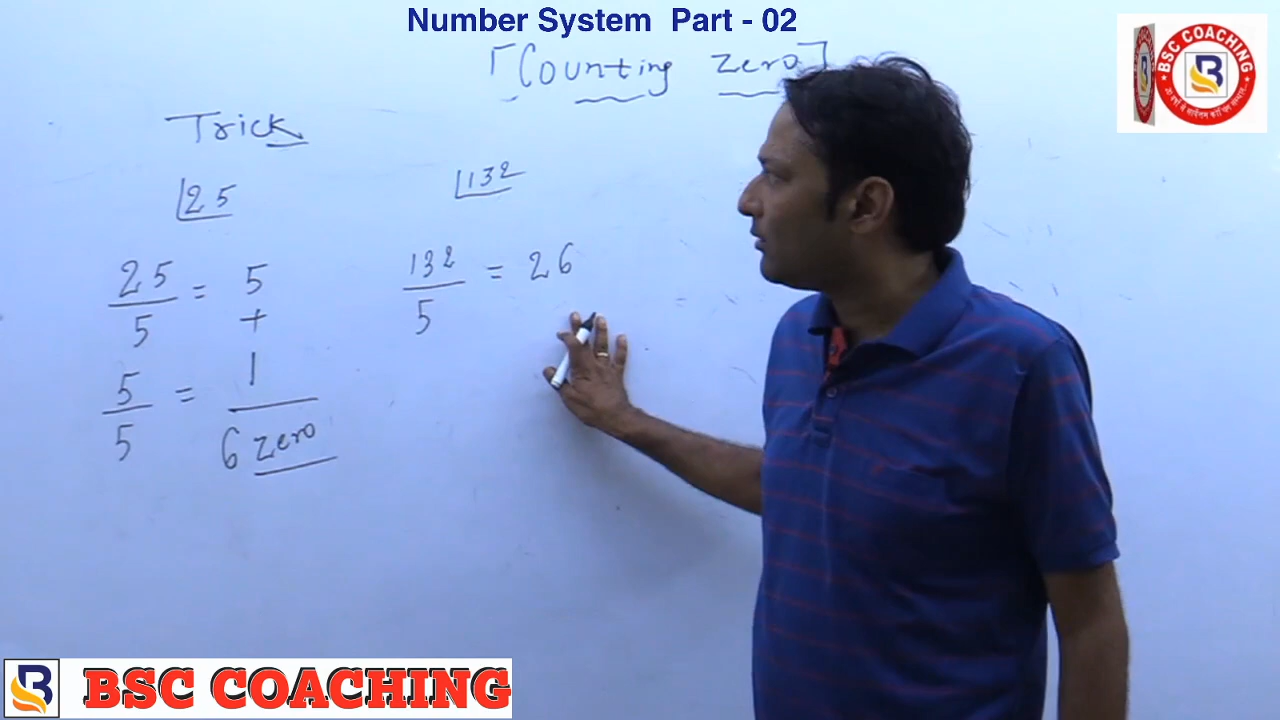 Number System Part - 02
[Counting zero]
BSC COACHING
Trick
|25
|132
25/5 = 5
+
5/5 = 1
6 zero
132/5 = 26
BSC COACHING